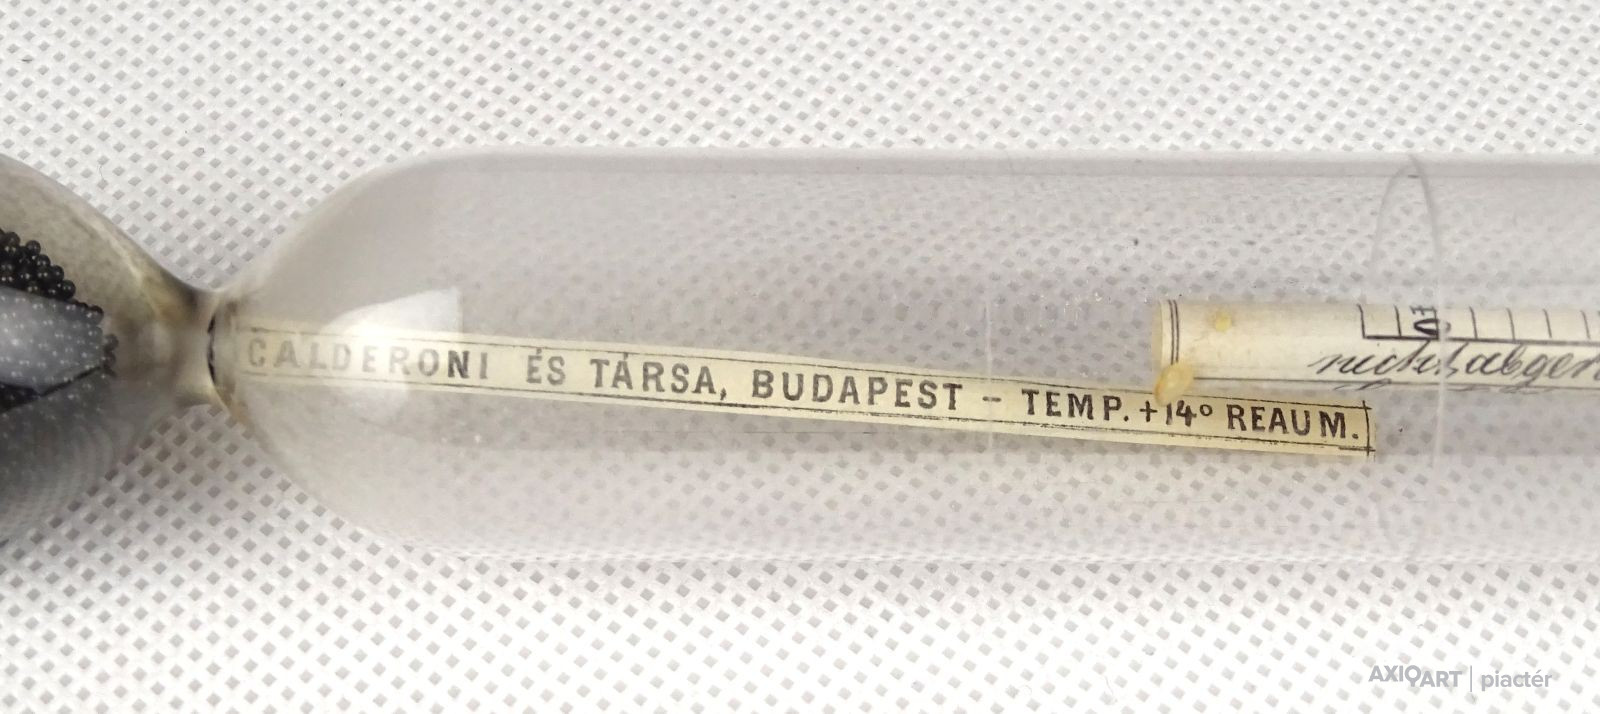 CALDERONI ÉS TÁRSA, BUDAPEST - TEMP. +14° REAUM.
AXIOART | piactér